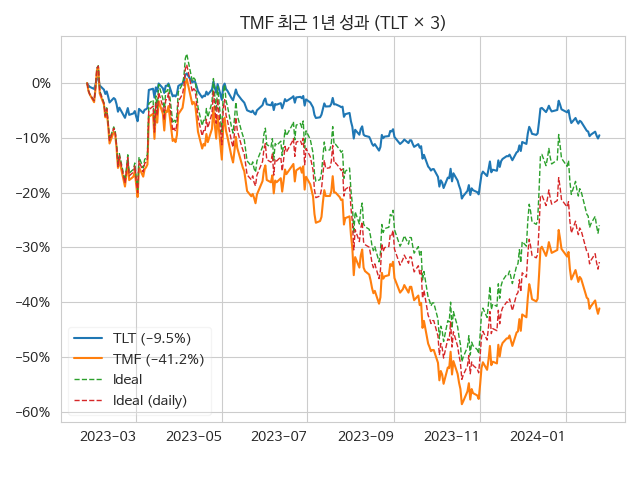 TMF 최근 1년 성과 (TLT × 3)
0%
−10%
−20%
−30%
−40%
−50%
−60%
TLT (−9.5%)
TMF (−41.2%)
Ideal
Ideal (daily)
2023−03 2023−05 2023−07 2023−09 2023−11 2024−01